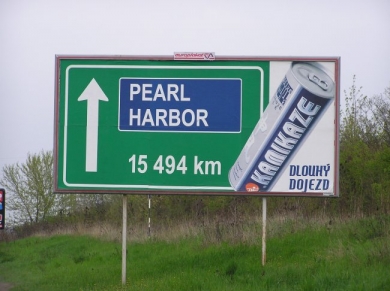 PEARL
HARBOR
15 494 km
KAMIKAZE
DLOUHÝ
DOJEZD